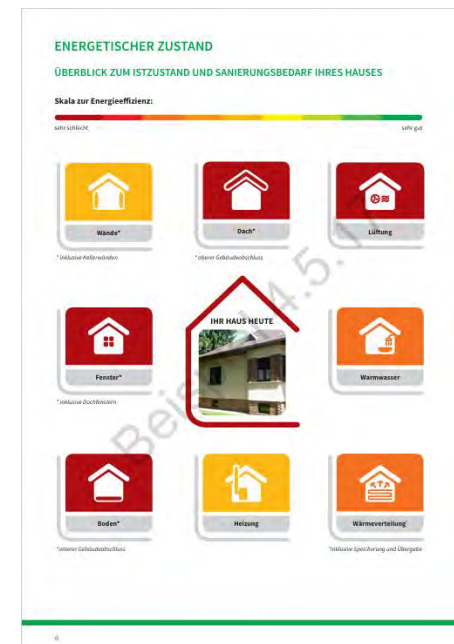 ENERGETISCHER ZUSTAND
ÜBERBLICK ZUM ISTZUSTAND UND SANIERUNGSBEDARF IHRES HAUSES
Skala zur Energieeffizienz:
sehr schlecht sehr gut
Wände* Dach* Lüftung
* inklusive Kellerwänden * oberer Gebäudeabschluss
IHR HAUS HEUTE
Fenster* Warmwasser
* inklusive Dachfenstern
Boden* Heizung Wärmeverteilung*
*unterer Gebäudeabschluss *inklusive Speicherung und Übergabe